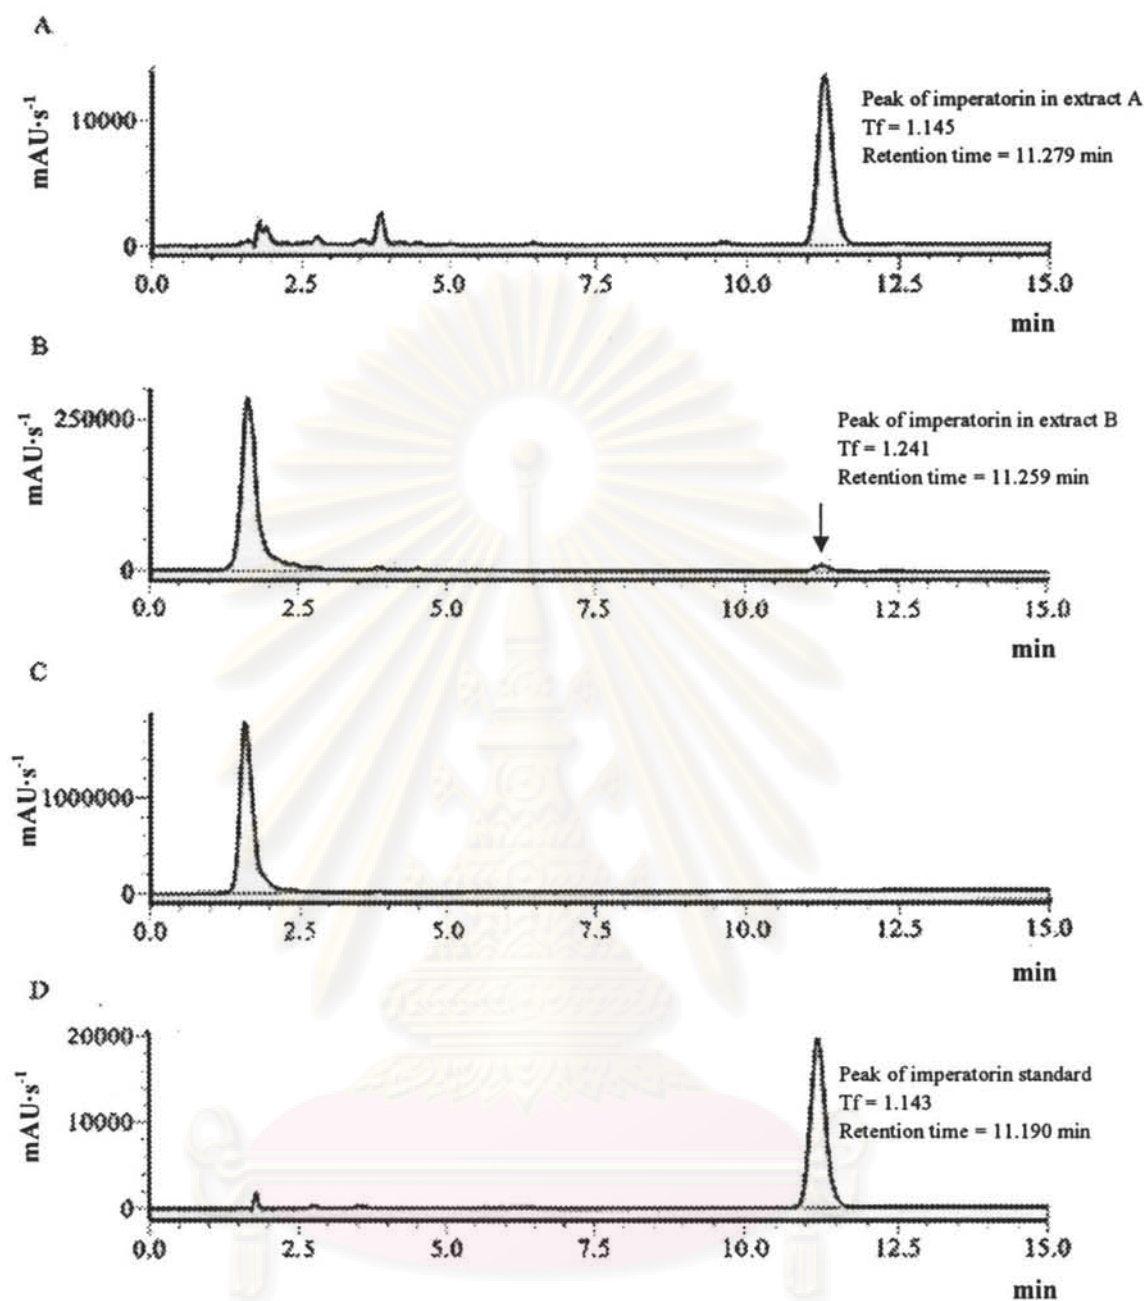 A
mAU·s-1
10000
0
Peak of imperatorin in extract A
Tf = 1.145
Retention time = 11.279 min
0.0 2.5 5.0 7.5 10.0 12.5 15.0
min
B
mAU·s-1
250000
0
Peak of imperatorin in extract B
Tf = 1.241
Retention time = 11.259 min
0.0 2.5 5.0 7.5 10.0 12.5 15.0
min
C
mAU·s-1
1000000
0
0.0 2.5 5.0 7.5 10.0 12.5 15.0
min
D
mAU·s-1
20000
10000
0
Peak of imperatorin standard
Tf = 1.143
Retention time = 11.190 min
0.0 2.5 5.0 7.5 10.0 12.5 15.0
min